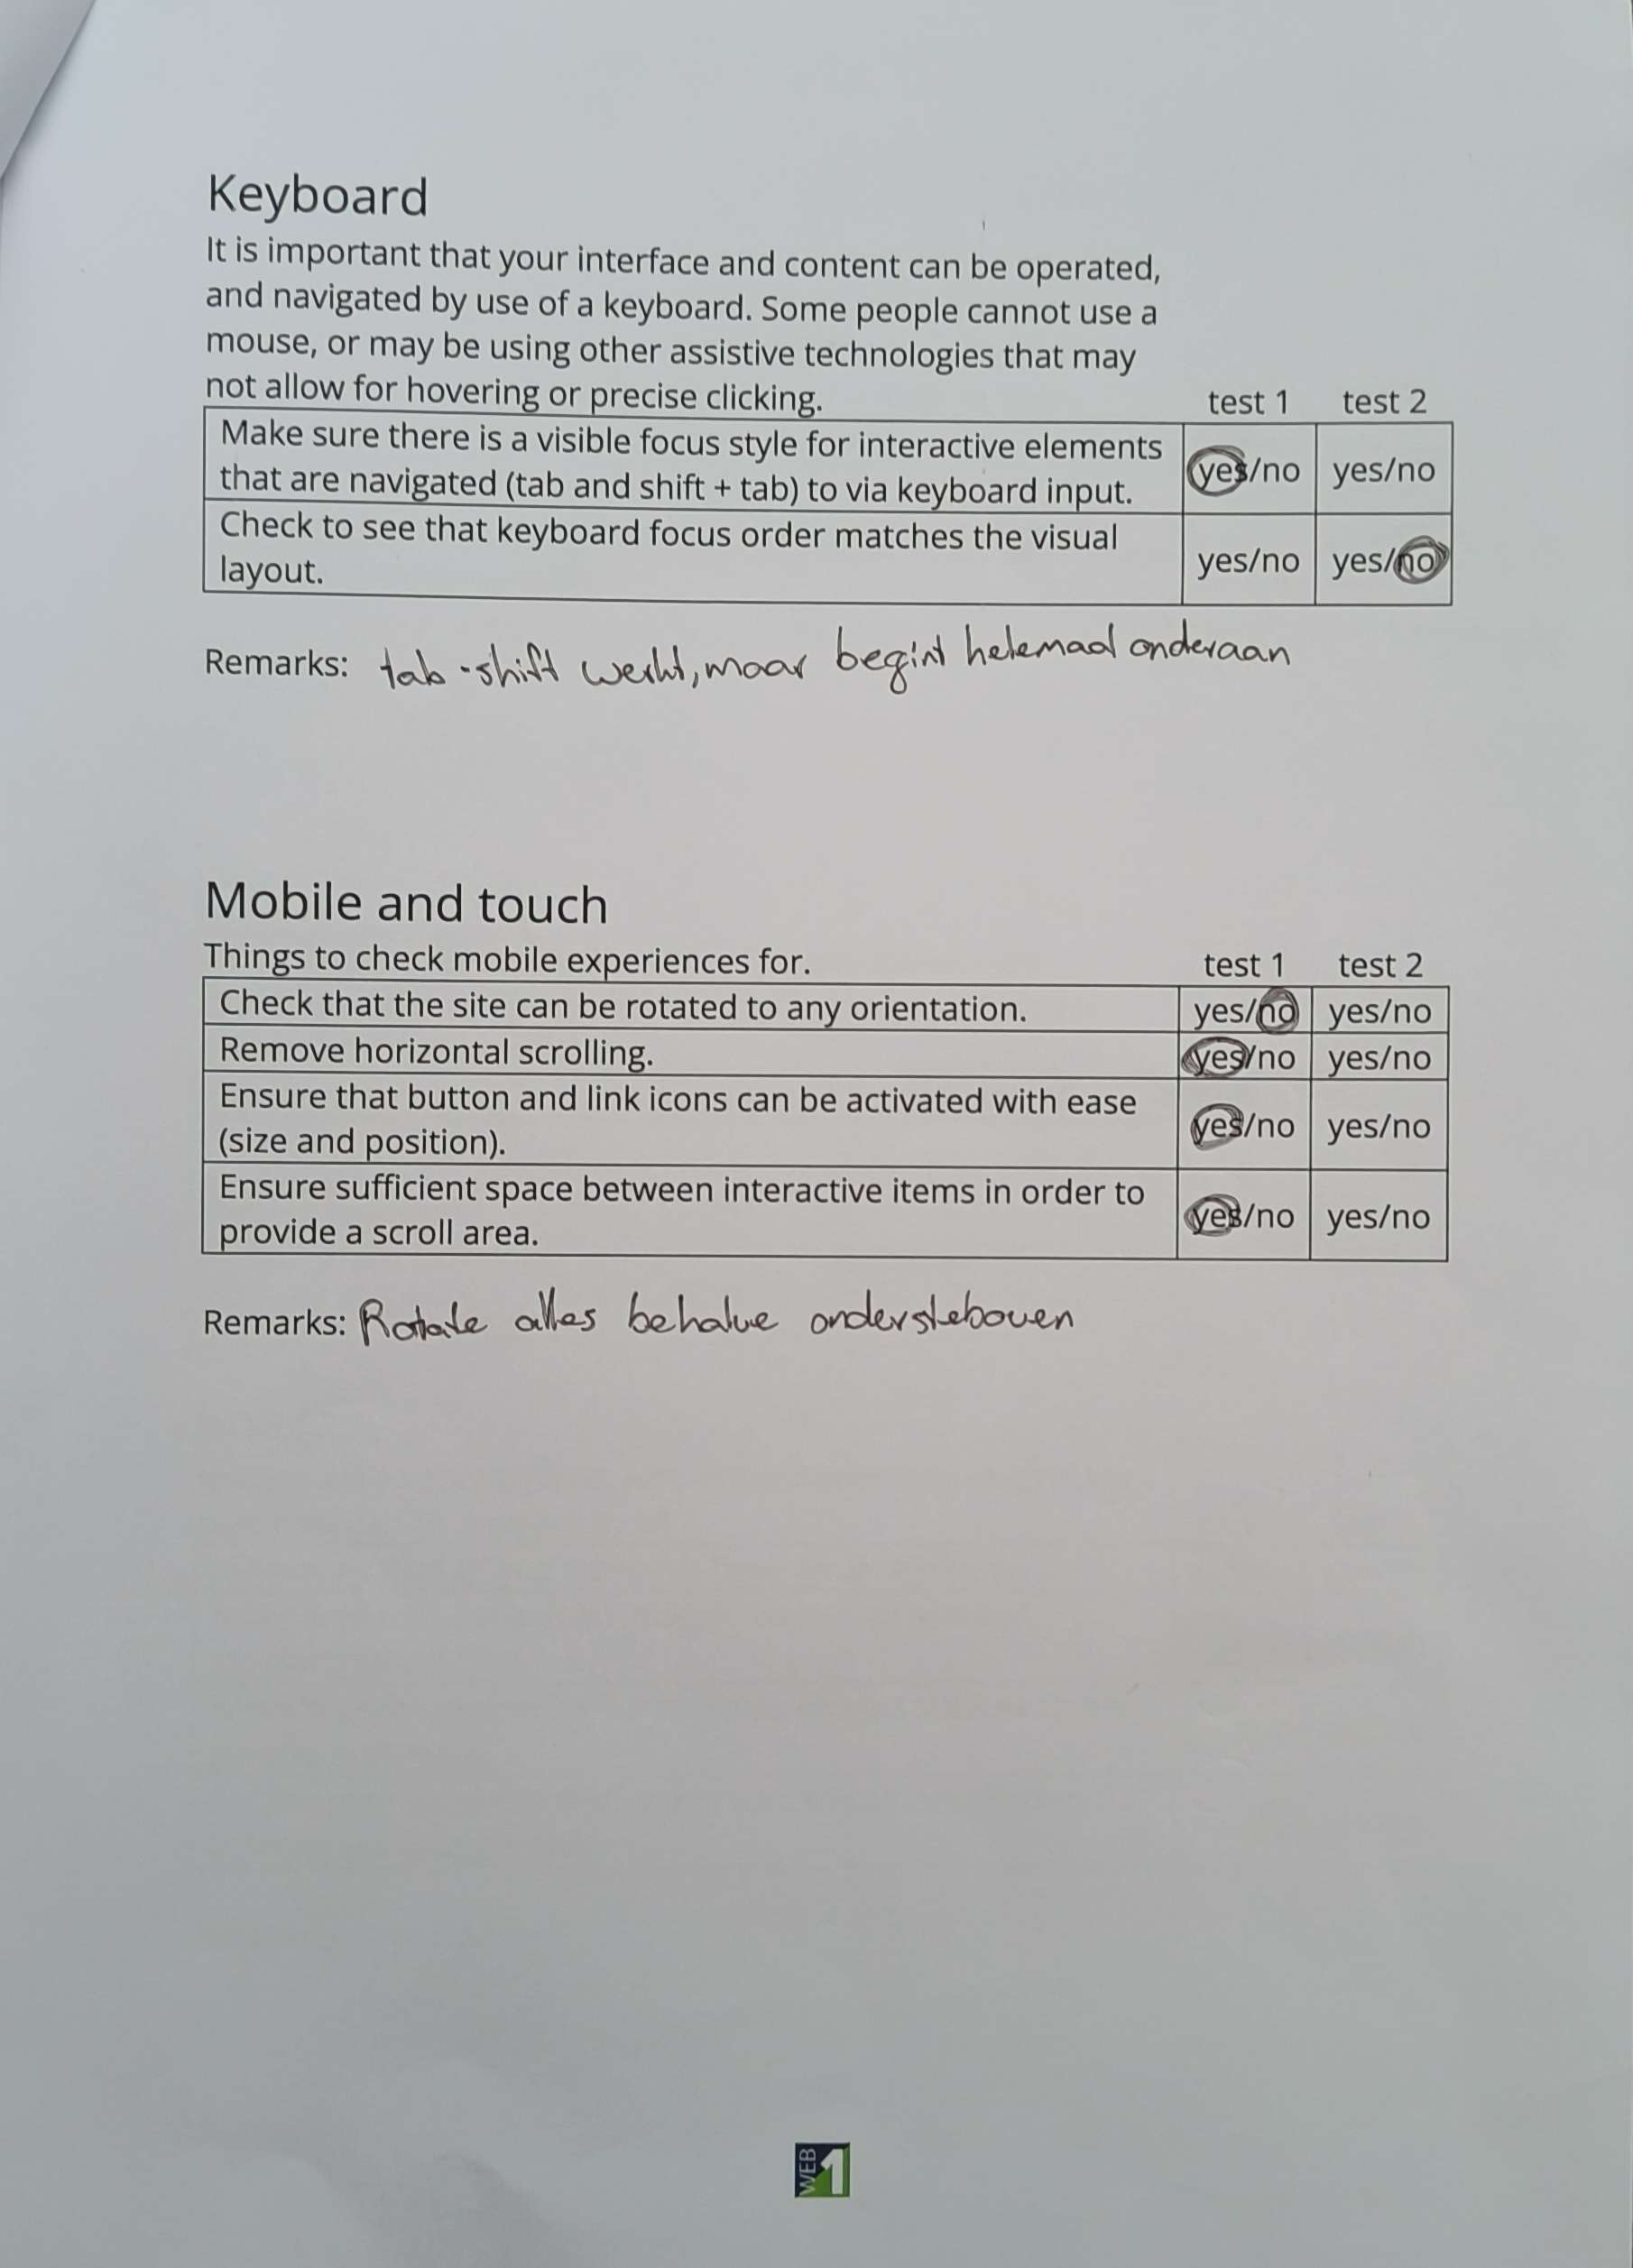 Keyboard
It is important that your interface and content can be operated,
and navigated by use of a keyboard. Some people cannot use a
mouse, or may be using other assistive technologies that may
not allow for hovering or precise clicking.
test 1 test 2
Make sure there is a visible focus style for interactive elements
that are navigated (tab and shift + tab) to via keyboard input.
yes/no yes/no
Check to see that keyboard focus order matches the visual
layout.
yes/no yes/no
Remarks: tab-shift werkt, maar begint helemaal onderaan
Mobile and touch
Things to check mobile experiences for. test 1 test 2
Check that the site can be rotated to any orientation. yes/no yes/no
Remove horizontal scrolling. yes/no yes/no
Ensure that button and link icons can be activated with ease
(size and position).
yes/no yes/no
Ensure sufficient space between interactive items in order to
provide a scroll area.
yes/no yes/no
Remarks: Rotate alles behalve ondersteboven
WEB 1